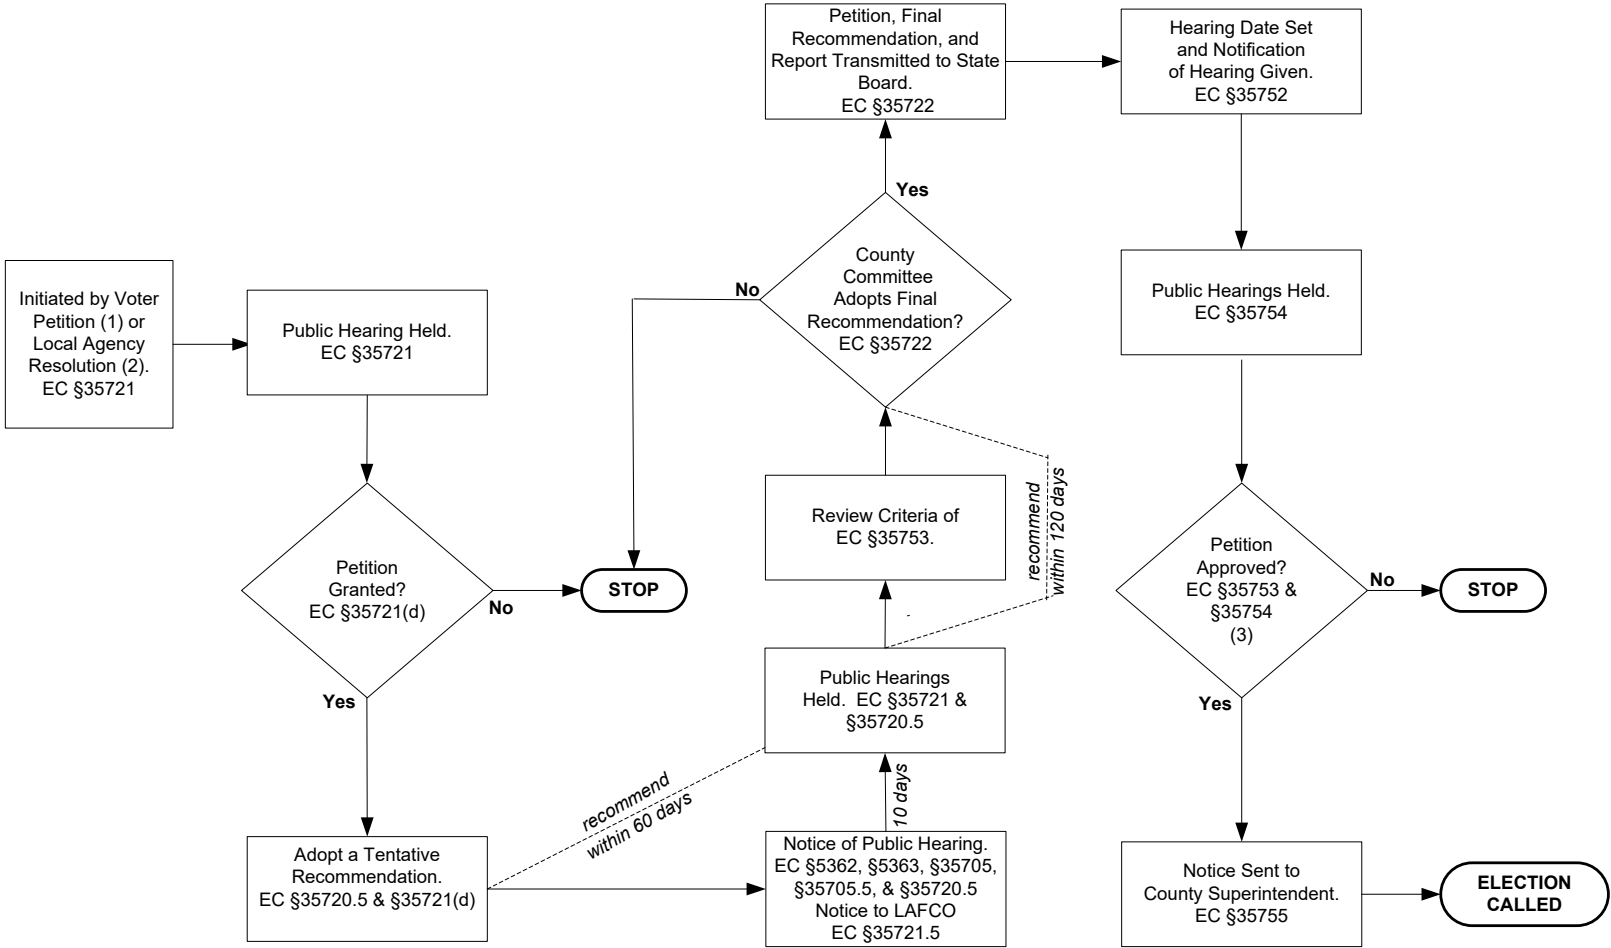 Initiated by Voter
Petition (1) or
Local Agency
Resolution (2).
EC §35721
Public Hearing Held.
EC §35721
Petition
Granted?
EC §35721(d)
No
STOP
Yes
Adopt a Tentative
Recommendation.
EC §35720.5 & §35721(d)
recommend
within 60 days
Notice of Public Hearing.
EC §5362, §5363, §35705,
§35705.5, & §35720.5
Notice to LAFCO
EC §35721.5
10 days
Public Hearings
Held.  EC §35721 &
§35720.5
recommend
within 120 days
Review Criteria of
EC §35753.
County
Committee
Adopts Final
Recommendation?
EC §35722
No
Yes
Petition, Final
Recommendation, and
Report Transmitted to State
Board.
EC §35722
Hearing Date Set
and Notification
of Hearing Given.
EC §35752
Public Hearings Held.
EC §35754
Petition
Approved?
EC §35753 &
§35754
(3)
No
STOP
Yes
Notice Sent to
County Superintendent.
EC §35755
ELECTION
CALLED